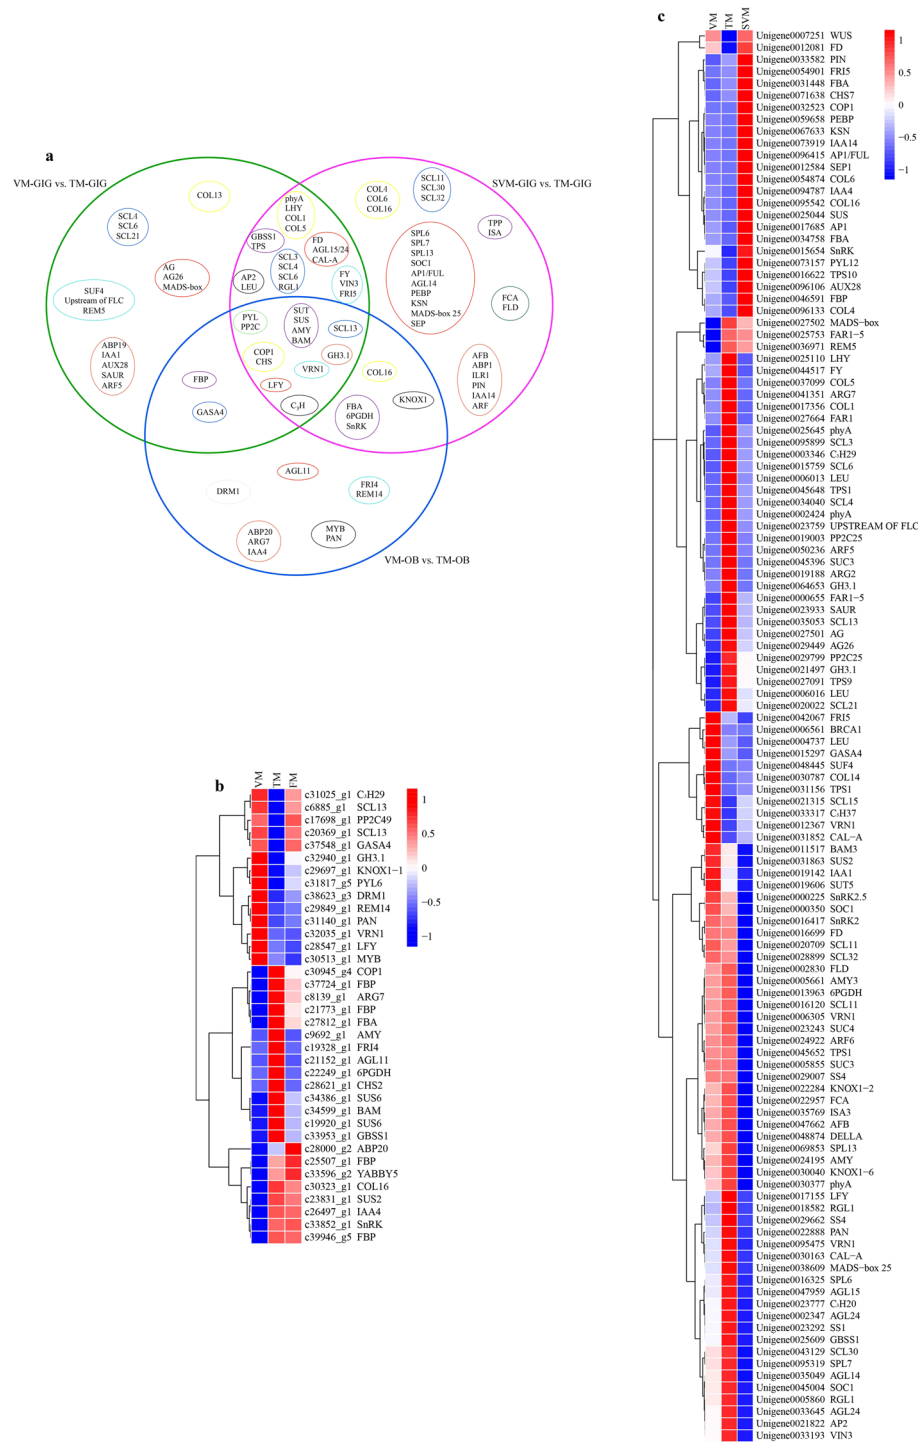 c
VM
TM
SVM
Unigene0007251 WUS
Unigene0012081 FD
Unigene0033582 PIN
Unigene0054901 FRI5
Unigene0031448 FBA
Unigene0071638 CHS7
Unigene0032523 COP1
Unigene0059658 PEBP
Unigene0067633 KSN
Unigene0073919 IAA14
Unigene0096415 AP1/FUL
Unigene0012584 SEP1
Unigene0054874 COL6
Unigene0094787 IAA4
Unigene0095542 COL16
Unigene0025044 SUS
Unigene0017685 AP1
Unigene0034758 FBA
Unigene0015654 SnRK
Unigene0073157 PYL12
Unigene0016622 TPS10
Unigene0096106 AUX28
Unigene0046591 FBP
Unigene0096133 COL4
Unigene0027502 MADS−box
Unigene0025753 FAR1−5
Unigene0036971 REM5
Unigene0025110 LHY
Unigene0044517 FY
Unigene0037099 COL5
Unigene0041351 ARG7
Unigene0017356 COL1
Unigene0027664 FAR1
Unigene0025645 phyA
Unigene0095899 SCL3
Unigene0003346 C₃H29
Unigene0015759 SCL6
Unigene0006013 LEU
Unigene0045648 TPS1
Unigene0034040 SCL4
Unigene0002424 phyA
Unigene0023759 UPSTREAM OF FLC
Unigene0019003 PP2C25
Unigene0050236 ARF5
Unigene0045396 SUC3
Unigene0019188 ARG2
Unigene0064653 GH3.1
Unigene0000655 FAR1−5
Unigene0023933 SAUR
Unigene0035053 SCL13
Unigene0027501 AG
Unigene0029449 AG26
Unigene0029799 PP2C25
Unigene0021497 GH3.1
Unigene0027091 TPS9
Unigene0006016 LEU
Unigene0020022 SCL21
Unigene0042067 FRI5
Unigene0006561 BRCA1
Unigene0004737 LEU
Unigene0015297 GASA4
Unigene0048445 SUF4
Unigene0030787 COL14
Unigene0031156 TPS1
Unigene0021315 SCL15
Unigene0033317 C₃H37
Unigene0012367 VRN1
Unigene0031852 CAL−A
Unigene0011517 BAM3
Unigene0031863 SUS2
Unigene0019142 IAA1
Unigene0019606 SUT5
Unigene0000225 SnRK2.5
Unigene0000350 SOC1
Unigene0016417 SnRK2
Unigene0016699 FD
Unigene0020709 SCL11
Unigene0028899 SCL32
Unigene0002830 FLD
Unigene0005661 AMY3
Unigene0013963 6PGDH
Unigene0016120 SCL11
Unigene0006305 VRN1
Unigene0023243 SUC4
Unigene0024922 ARF6
Unigene0045652 TPS1
Unigene0005855 SUC3
Unigene0029007 SS4
Unigene0022284 KNOX1−2
Unigene0022957 FCA
Unigene0035769 ISA3
Unigene0047662 AFB
Unigene0048874 DELLA
Unigene0069853 SPL13
Unigene0024195 AMY
Unigene0030040 KNOX1−6
Unigene0030377 phyA
Unigene0017155 LFY
Unigene0018582 RGL1
Unigene0029662 SS4
Unigene0022888 PAN
Unigene0095475 VRN1
Unigene0030163 CAL−A
Unigene0038609 MADS−box 25
Unigene0016325 SPL6
Unigene0047959 AGL15
Unigene0023777 C₃H20
Unigene0002347 AGL24
Unigene0023292 SS1
Unigene0025609 GBSS1
Unigene0043129 SCL30
Unigene0095319 SPL7
Unigene0035049 AGL14
Unigene0045004 SOC1
Unigene0005860 RGL1
Unigene0033645 AGL24
Unigene0021822 AP2
Unigene0033193 VIN3
1
0.5
0
−0.5
−1
a
VM-GIG vs. TM-GIG
SVM-GIG vs. TM-GIG
VM-OB vs. TM-OB
COL13
SCL4
SCL6
SCL21
AG
AG26
MADS-box
SUF4
Upstream of FLC
REM5
ABP19
IAA1
AUX28
SAUR
ARF5
phyA
LHY
COL1
COL5
GBSS1
TPS
FD
AGL15/24
CAL-A
SCL3
SCL4
SCL6
RGL1
AP2
LEU
FY
VIN3
FRI5
COL4
COL6
COL16
SCL11
SCL30
SCL32
TPP
ISA
SPL6
SPL7
SPL13
SOC1
AP1/FUL
AGL14
PEBP
KSN
MADS-box 25
SEP
FCA
FLD
AFB
ABP1
ILR1
PIN
IAA14
ARF
PYL
PP2C
SUT
SUS
AMY
BAM
SCL13
COP1
CHS
GH3.1
VRN1
LFY
C₃H
FBP
GASA4
COL16
KNOX1
FBA
6PGDH
SnRK
AGL11
DRM1
FRI4
REM14
ABP20
ARG7
IAA4
MYB
PAN
b
VM
TM
FM
c31025_g1 C₃H29
c6885_g1 SCL13
c17698_g1 PP2C49
c20369_g1 SCL13
c37548_g1 GASA4
c32940_g1 GH3.1
c29697_g1 KNOX1-1
c31817_g5 PYL6
c38623_g3 DRM1
c29849_g1 REM14
c31140_g1 PAN
c32035_g1 VRN1
c28547_g1 LFY
c30513_g1 MYB
c30945_g4 COP1
c37724_g1 FBP
c8139_g1 ARG7
c21773_g1 FBP
c27812_g1 FBA
c9692_g1 AMY
c19328_g1 FRI4
c21152_g1 AGL11
c22249_g1 6PGDH
c28621_g1 CHS2
c34386_g1 SUS6
c34599_g1 BAM
c19920_g1 SUS6
c33953_g1 GBSS1
c28000_g2 ABP20
c25507_g1 FBP
c33596_g2 YABBY5
c30323_g1 COL16
c23831_g1 SUS2
c26497_g1 IAA4
c33852_g1 SnRK
c39946_g5 FBP
1
0.5
0
−0.5
−1